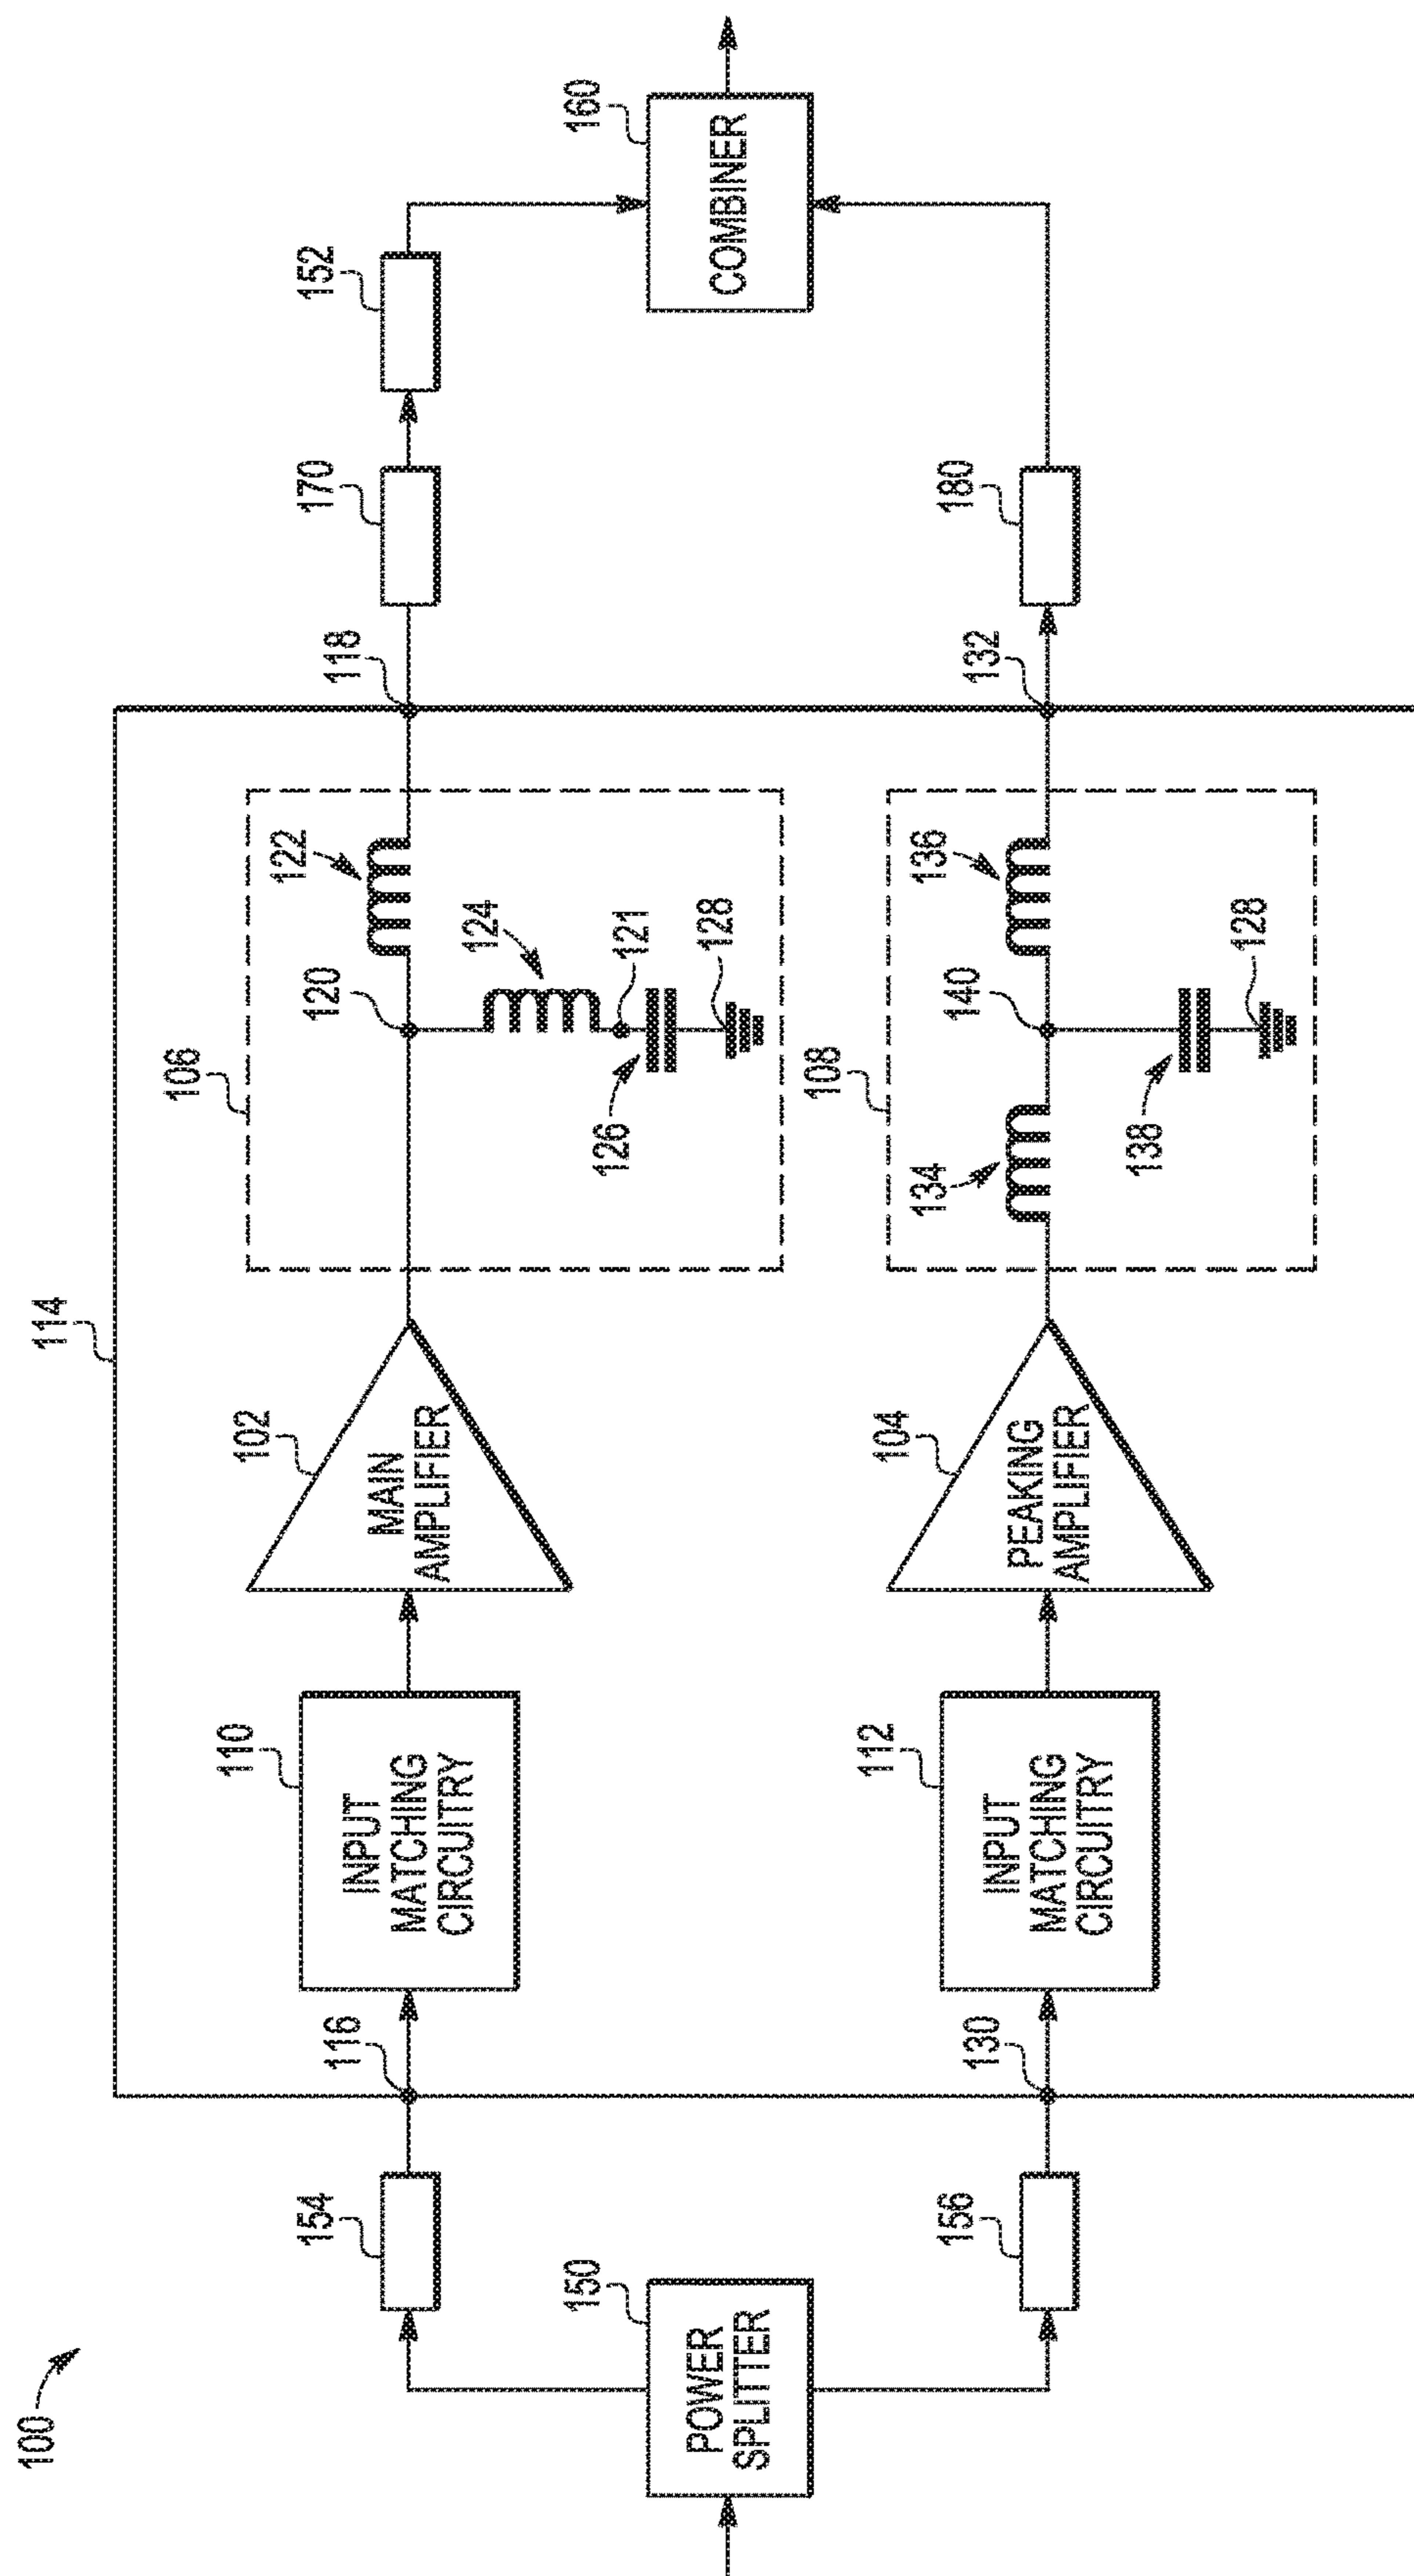 100
114
154
116
110
INPUT
MATCHING
CIRCUITRY
102
MAIN
AMPLIFIER
106
120
122
124
121
126
128
118
170
152
150
POWER
SPLITTER
160
COMBINER
156
130
112
INPUT
MATCHING
CIRCUITRY
104
PEAKING
AMPLIFIER
108
134
140
136
138
128
132
180